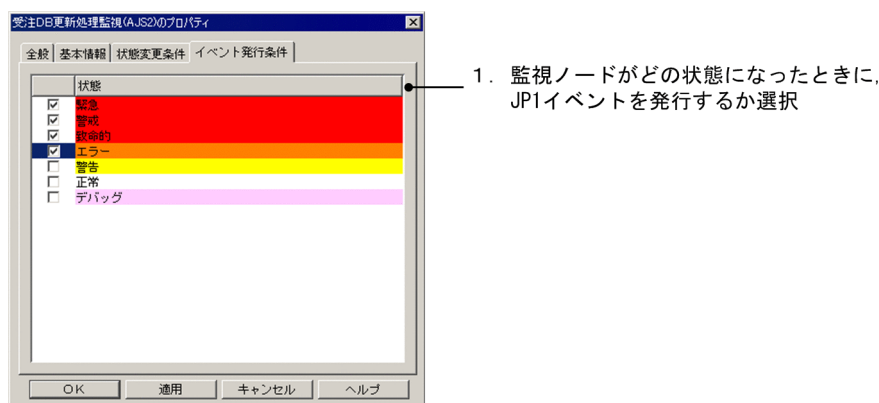 受注DB更新処理監視(AJS2)のプロパティ
全般 基本情報 状態変更条件 イベント発行条件
状態
緊急
警戒
致命的
エラー
警告
正常
デバッグ
OK 適用 キャンセル ヘルプ
1. 監視ノードがどの状態になったときに,
JP1イベントを発行するか選択